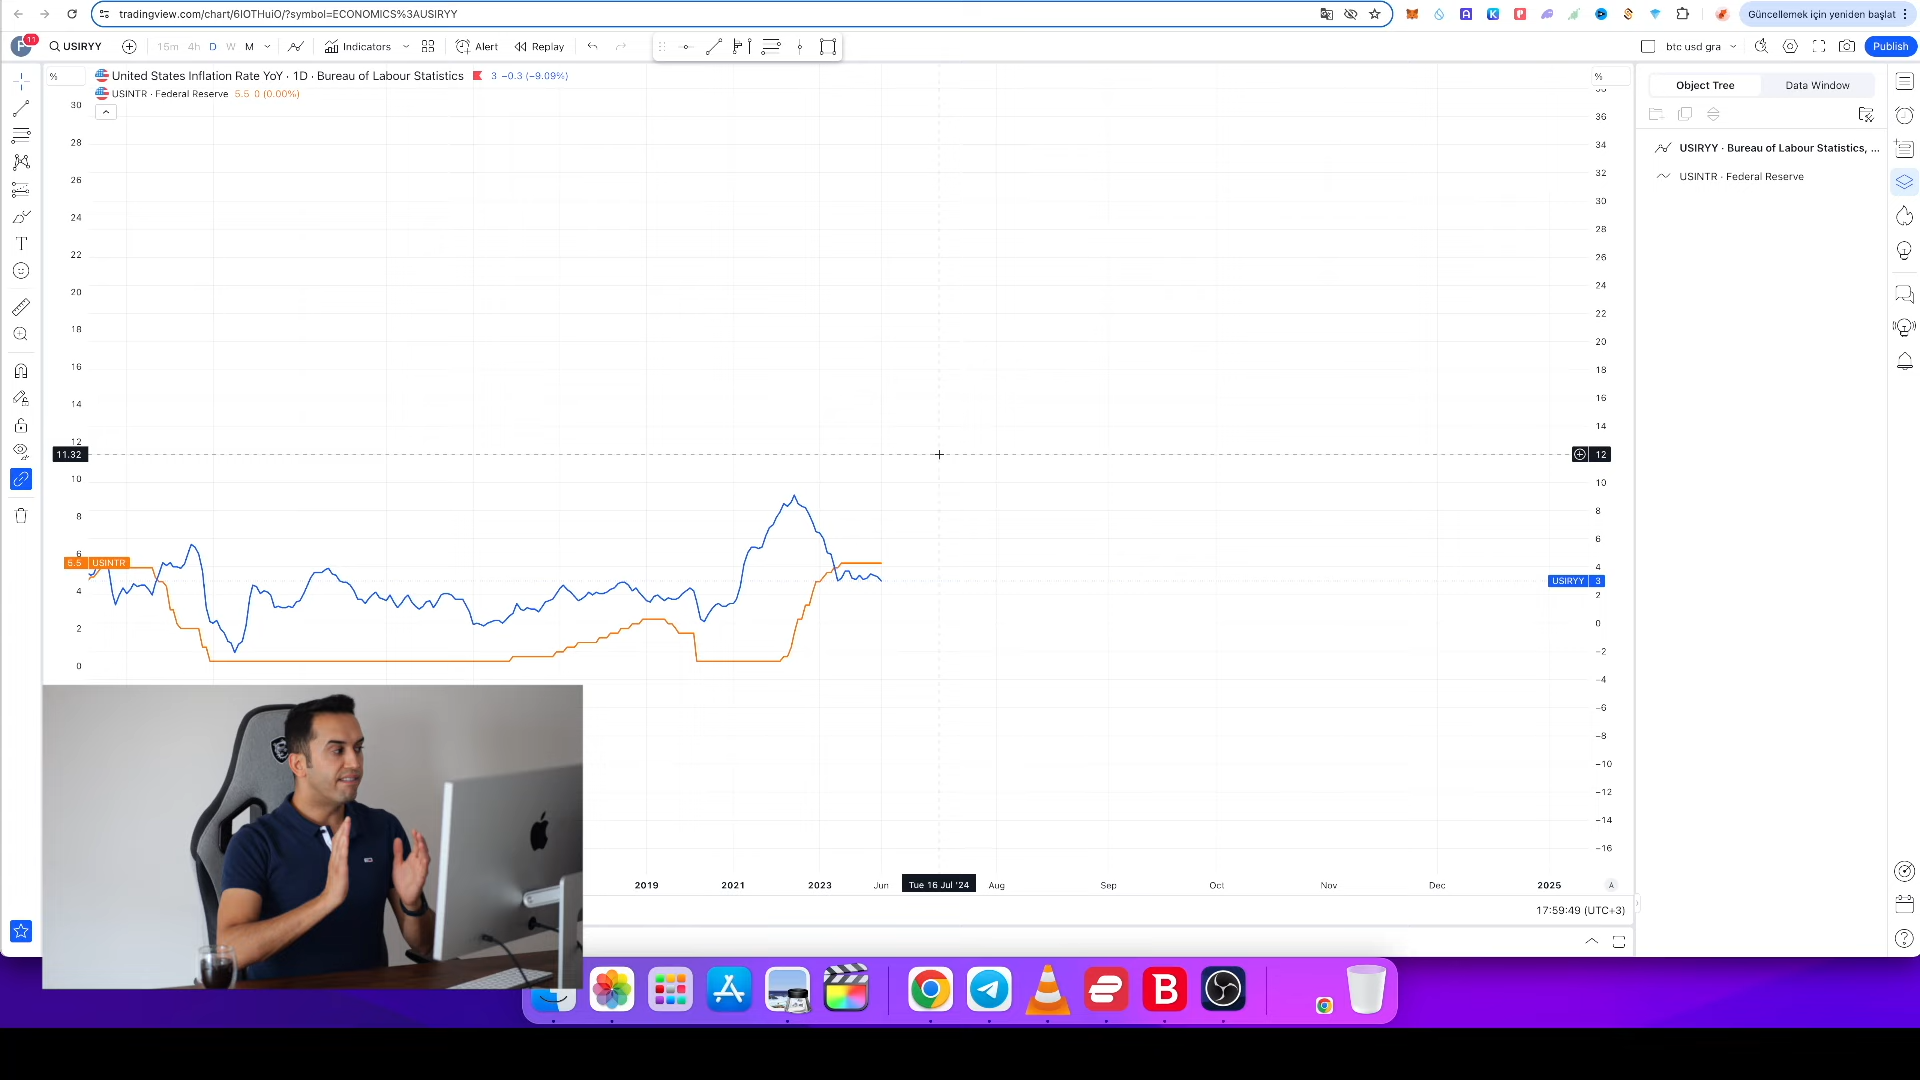 tradingview.com/chart/6IOTHuiO/?symbol=ECONOMICS%3AUSIRYY
Güncellemek için yeniden başlat
11
USIRYY
15m 4h D W M
Indicators
Alert
Replay
btc usd gra
Publish
%
United States Inflation Rate YoY · 1D · Bureau of Labour Statistics
3 −0.3 (−9.09%)
USINTR · Federal Reserve 5.5 0 (0.00%)
%
Object Tree
Data Window
USIRYY · Bureau of Labour Statistics, ...
USINTR · Federal Reserve
30
28
26
24
22
20
18
16
14
12
11.32
10
8
6
5.5 USINTR
4
2
0
36
34
32
30
28
26
24
22
20
18
16
14
12
10
8
6
4
USIRYY 3
2
0
−2
−4
−6
−8
−10
−12
−14
−16
2019
2021
2023
Jun
Tue 16 Jul '24
Aug
Sep
Oct
Nov
Dec
2025
A
17:59:49 (UTC+3)
B